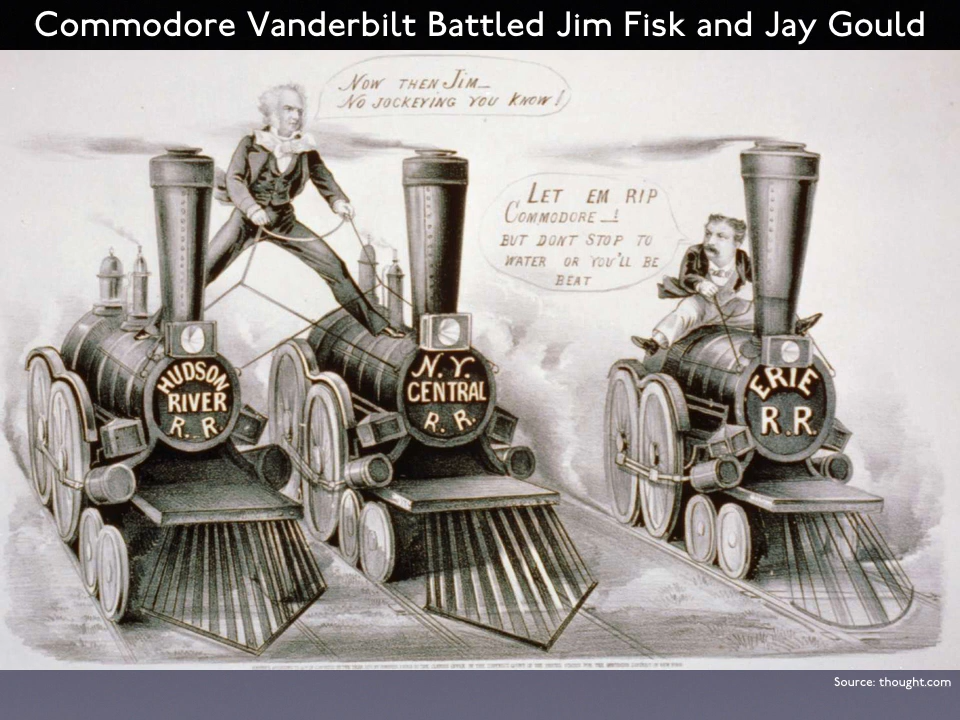 Commodore Vanderbilt Battled Jim Fisk and Jay Gould
NOW THEN JIM_
NO JOCKEYING YOU KNOW!
LET EM RIP
COMMODORE_!
BUT DONT STOP TO
WATER OR YOU'LL BE
BEAT
HUDSON
RIVER
R. R.
N.Y.
CENTRAL
R. R.
ERIE
R.R.
Source: thought.com